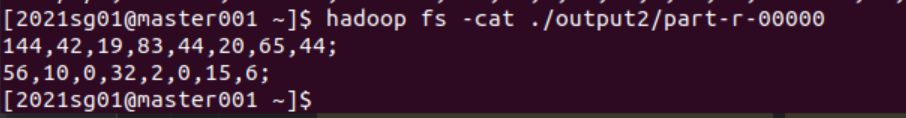 [2021sg01@master001 ~]$ hadoop fs -cat ./output2/part-r-00000
144,42,19,83,44,20,65,44;
56,10,0,32,2,0,15,6;
[2021sg01@master001 ~]$